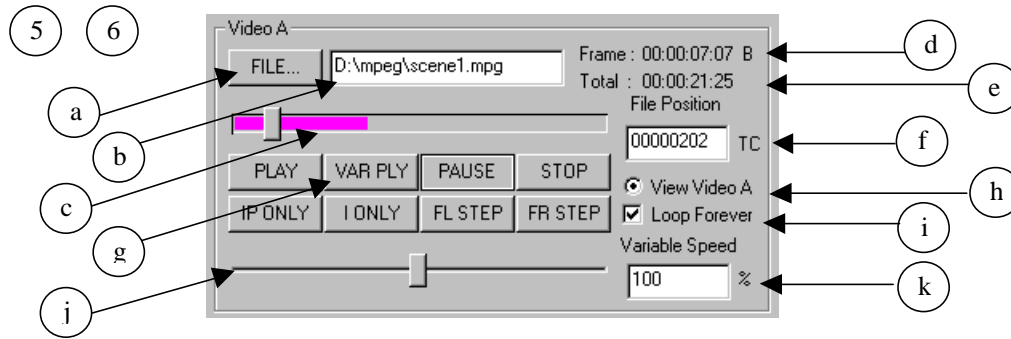 5 6
Video A
FILE... D:\mpeg\scene1.mpg Frame : 00:00:07:07 B d
Total : 00:00:21:25 e
a
File Position
b
00000202 TC f
PLAY VAR PLY PAUSE STOP
View Video A h
c
IP ONLY I ONLY FL STEP FR STEP Loop Forever i
g
Variable Speed
j
100 % k